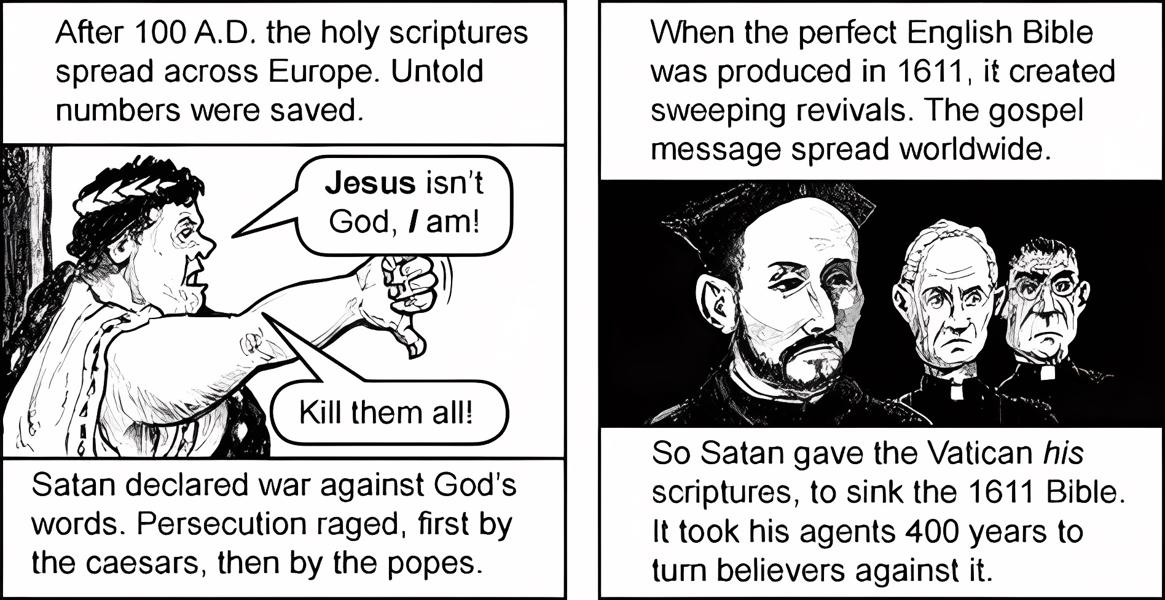 After 100 A.D. the holy scriptures
spread across Europe. Untold
numbers were saved.
Jesus isn't
God, I am!
Kill them all!
Satan declared war against God's
words. Persecution raged, first by
the caesars, then by the popes.
When the perfect English Bible
was produced in 1611, it created
sweeping revivals. The gospel
message spread worldwide.
So Satan gave the Vatican his
scriptures, to sink the 1611 Bible.
It took his agents 400 years to
turn believers against it.